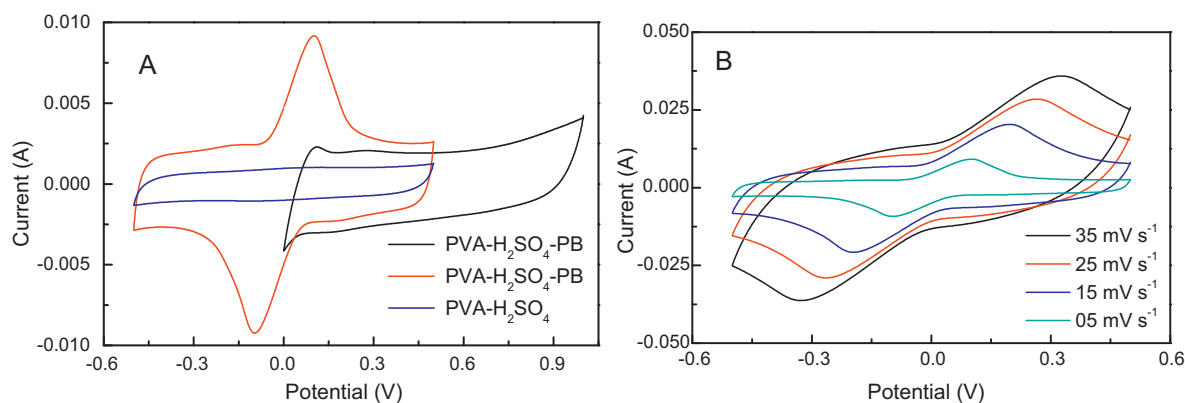 A
Current (A)
0.010
0.005
0.000
-0.005
-0.010
-0.6
-0.3
0.0
0.3
0.6
0.9
Potential (V)
PVA-H₂SO₄-PB
PVA-H₂SO₄-PB
PVA-H₂SO₄
B
Current (A)
0.050
0.025
0.000
-0.025
-0.050
-0.6
-0.3
0.0
0.3
0.6
Potential (V)
35 mV s⁻¹
25 mV s⁻¹
15 mV s⁻¹
05 mV s⁻¹